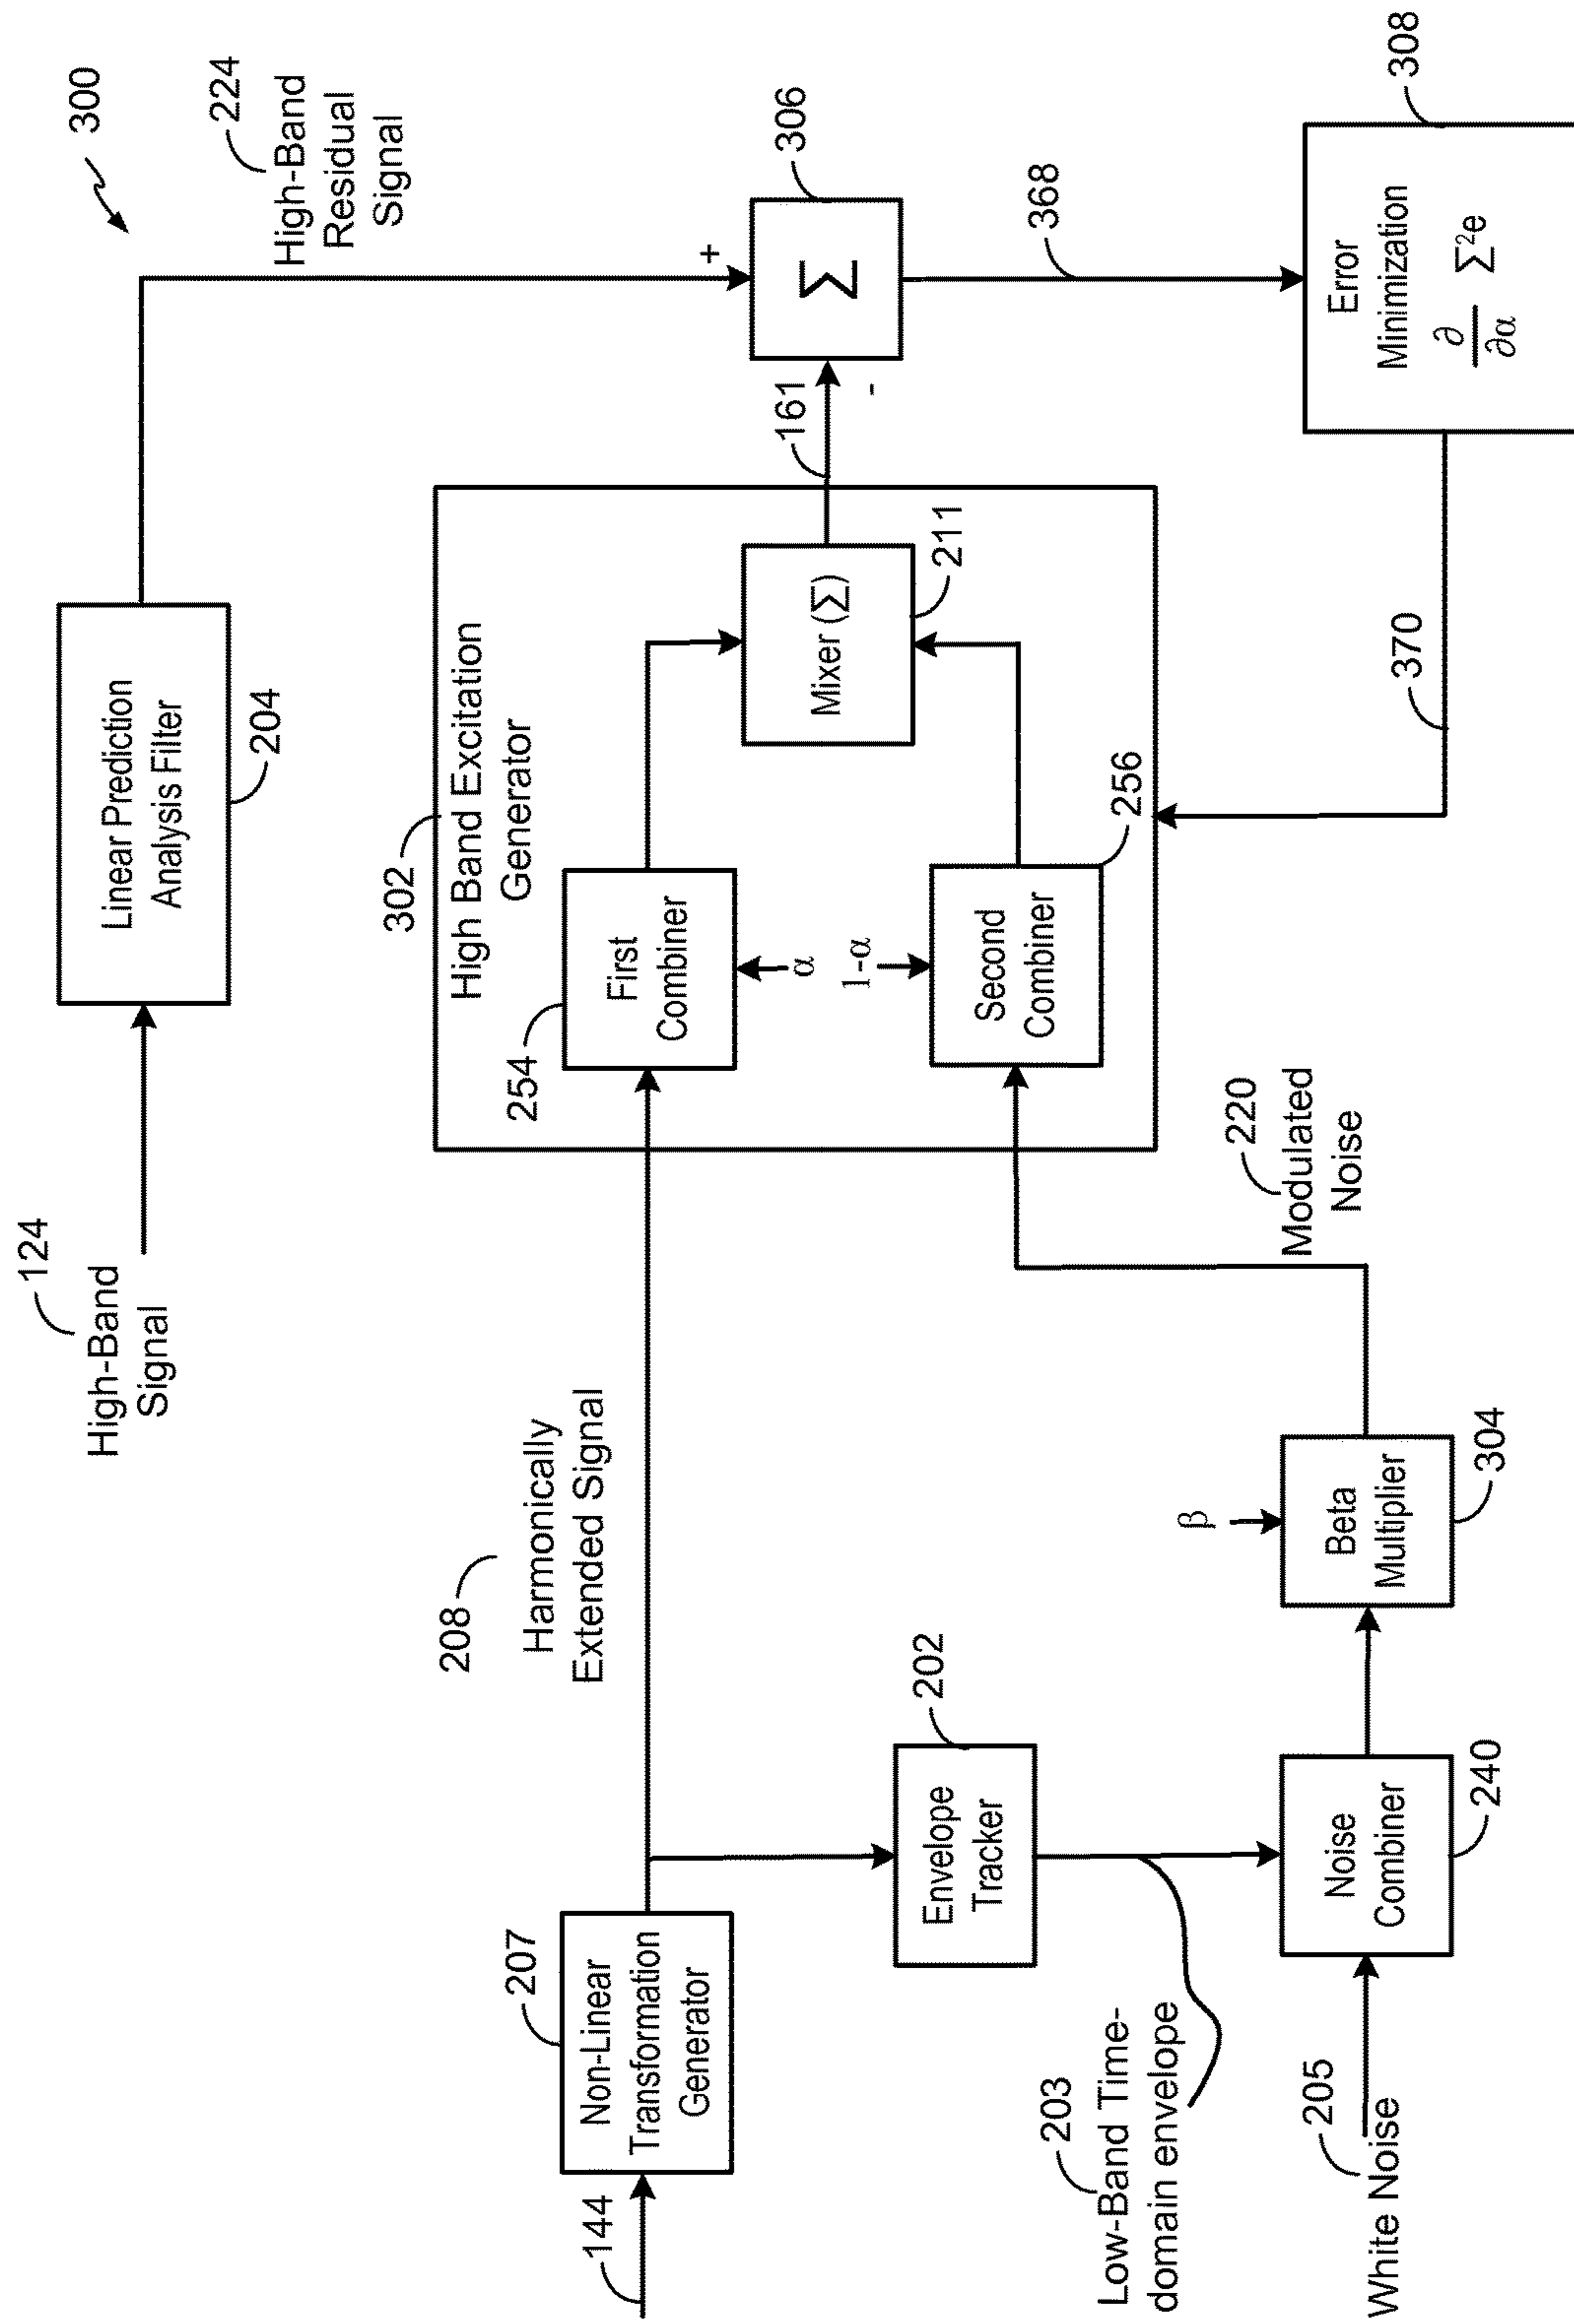 300
124
High-Band
Signal
Linear Prediction
Analysis Filter
204
224
High-Band
Residual
Signal
302
High Band Excitation
Generator
208
Harmonically
Extended Signal
144
207
Non-Linear
Transformation
Generator
254
First
Combiner
α
1-α
Second
Combiner
256
Mixer (Σ)
211
161
+
-
Σ
306
368
202
Envelope
Tracker
203
Low-Band Time-
domain envelope
205
White Noise
Noise
Combiner
240
β
Beta
Multiplier
304
220
Modulated
Noise
370
Error
Minimization
∂
∂α
Σ²e
308